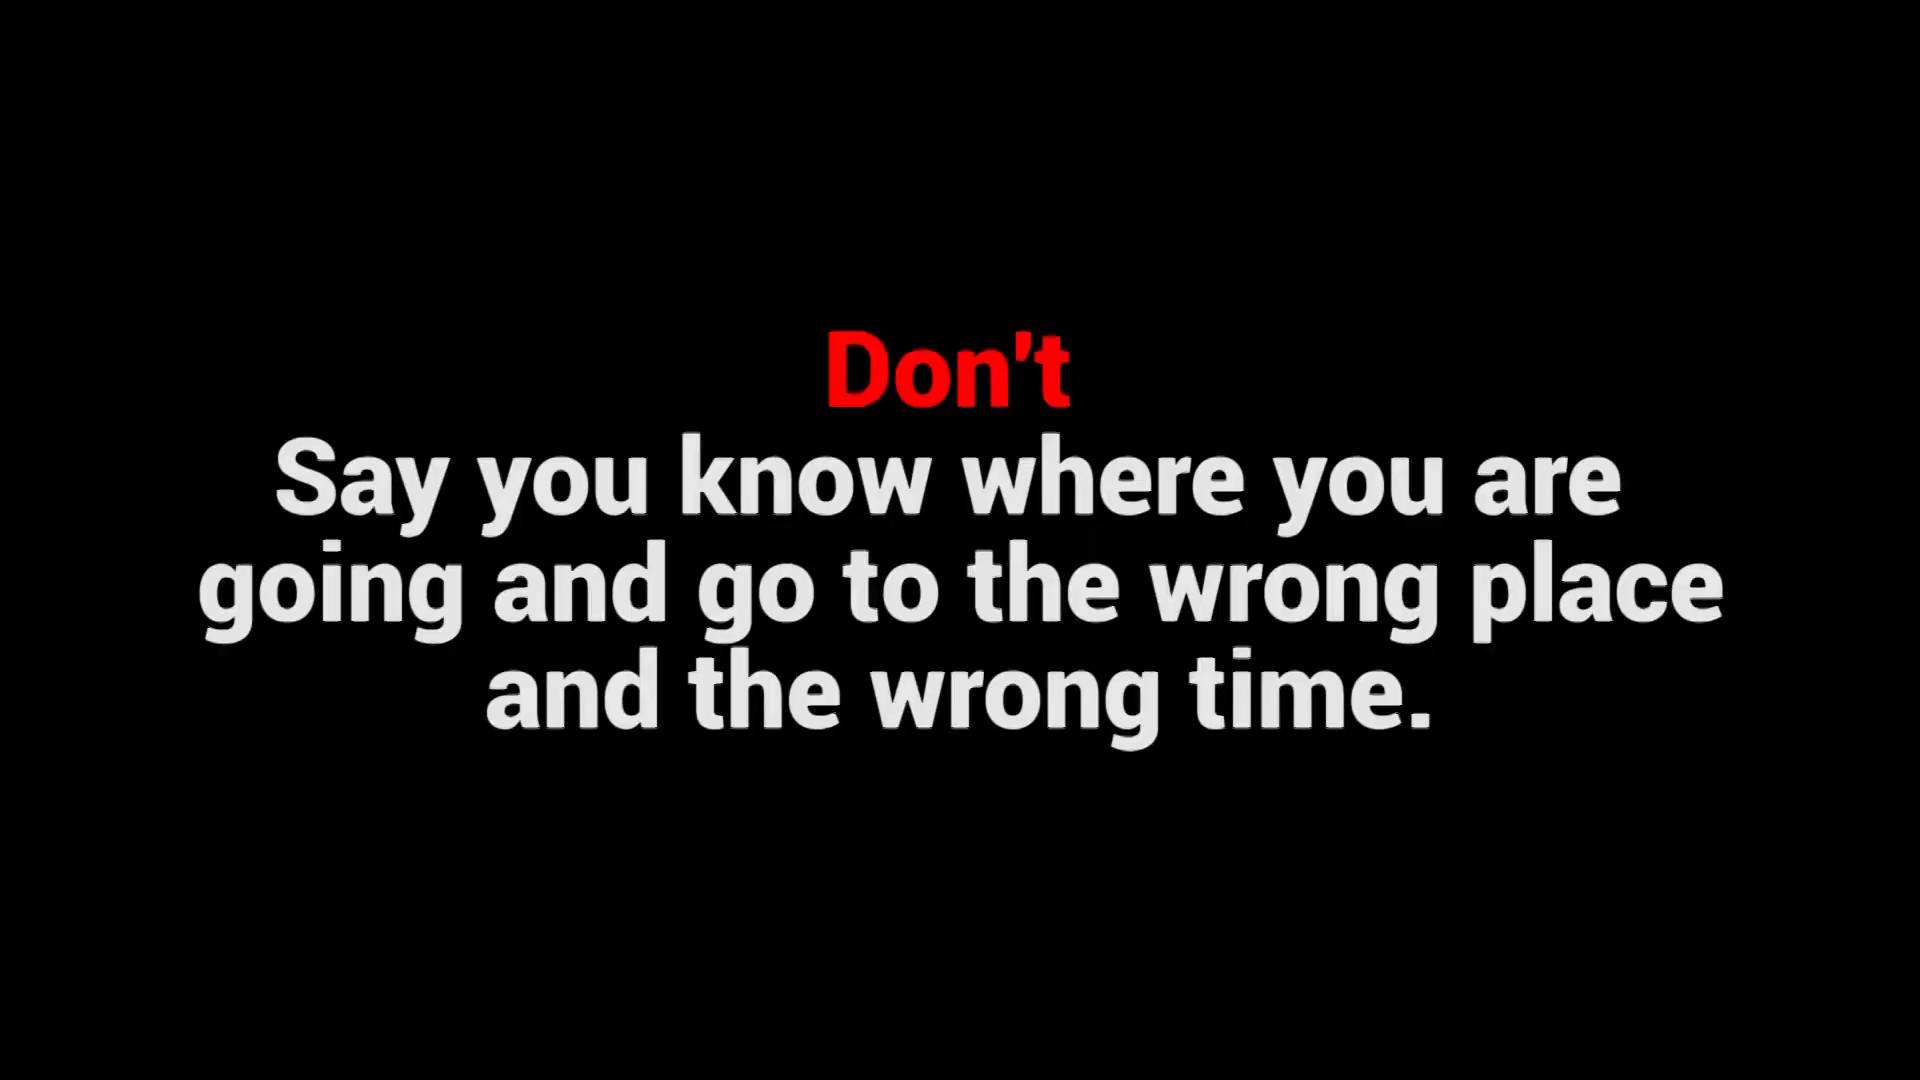 Don't
Say you know where you are
going and go to the wrong place
and the wrong time.